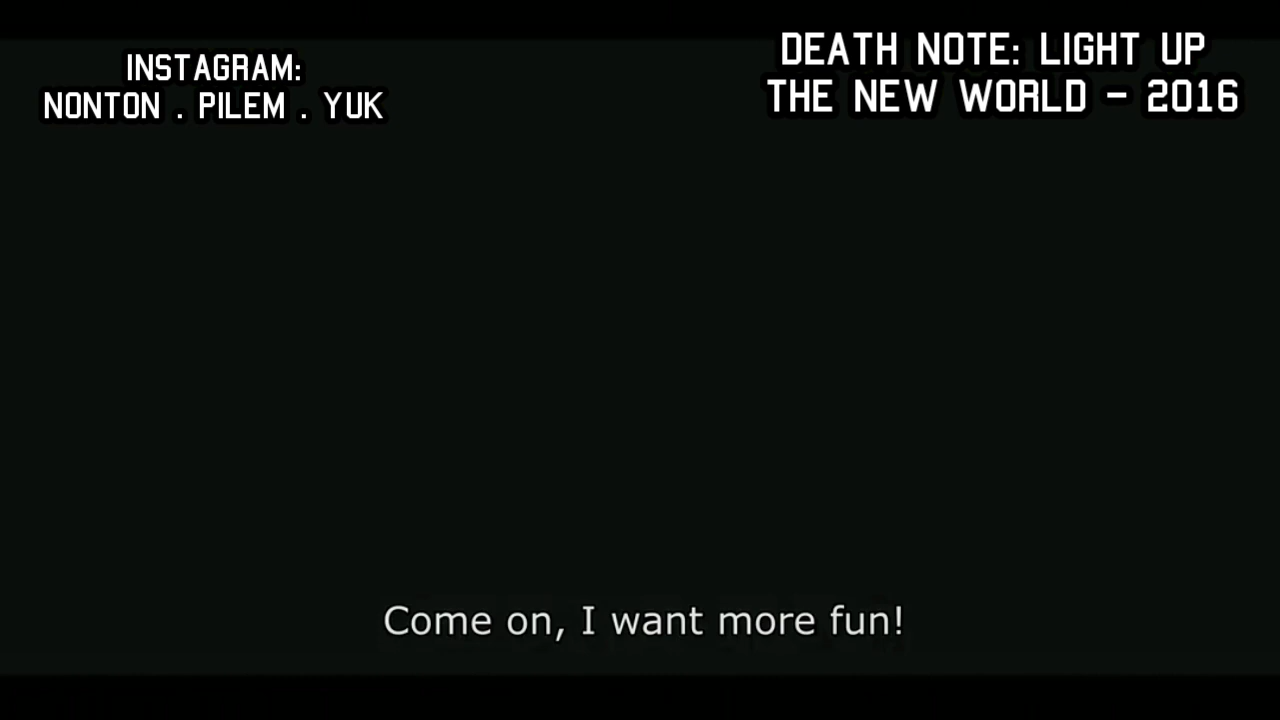 INSTAGRAM:
NONTON . PILEM . YUK
DEATH NOTE: LIGHT UP
THE NEW WORLD - 2016
Come on, I want more fun!